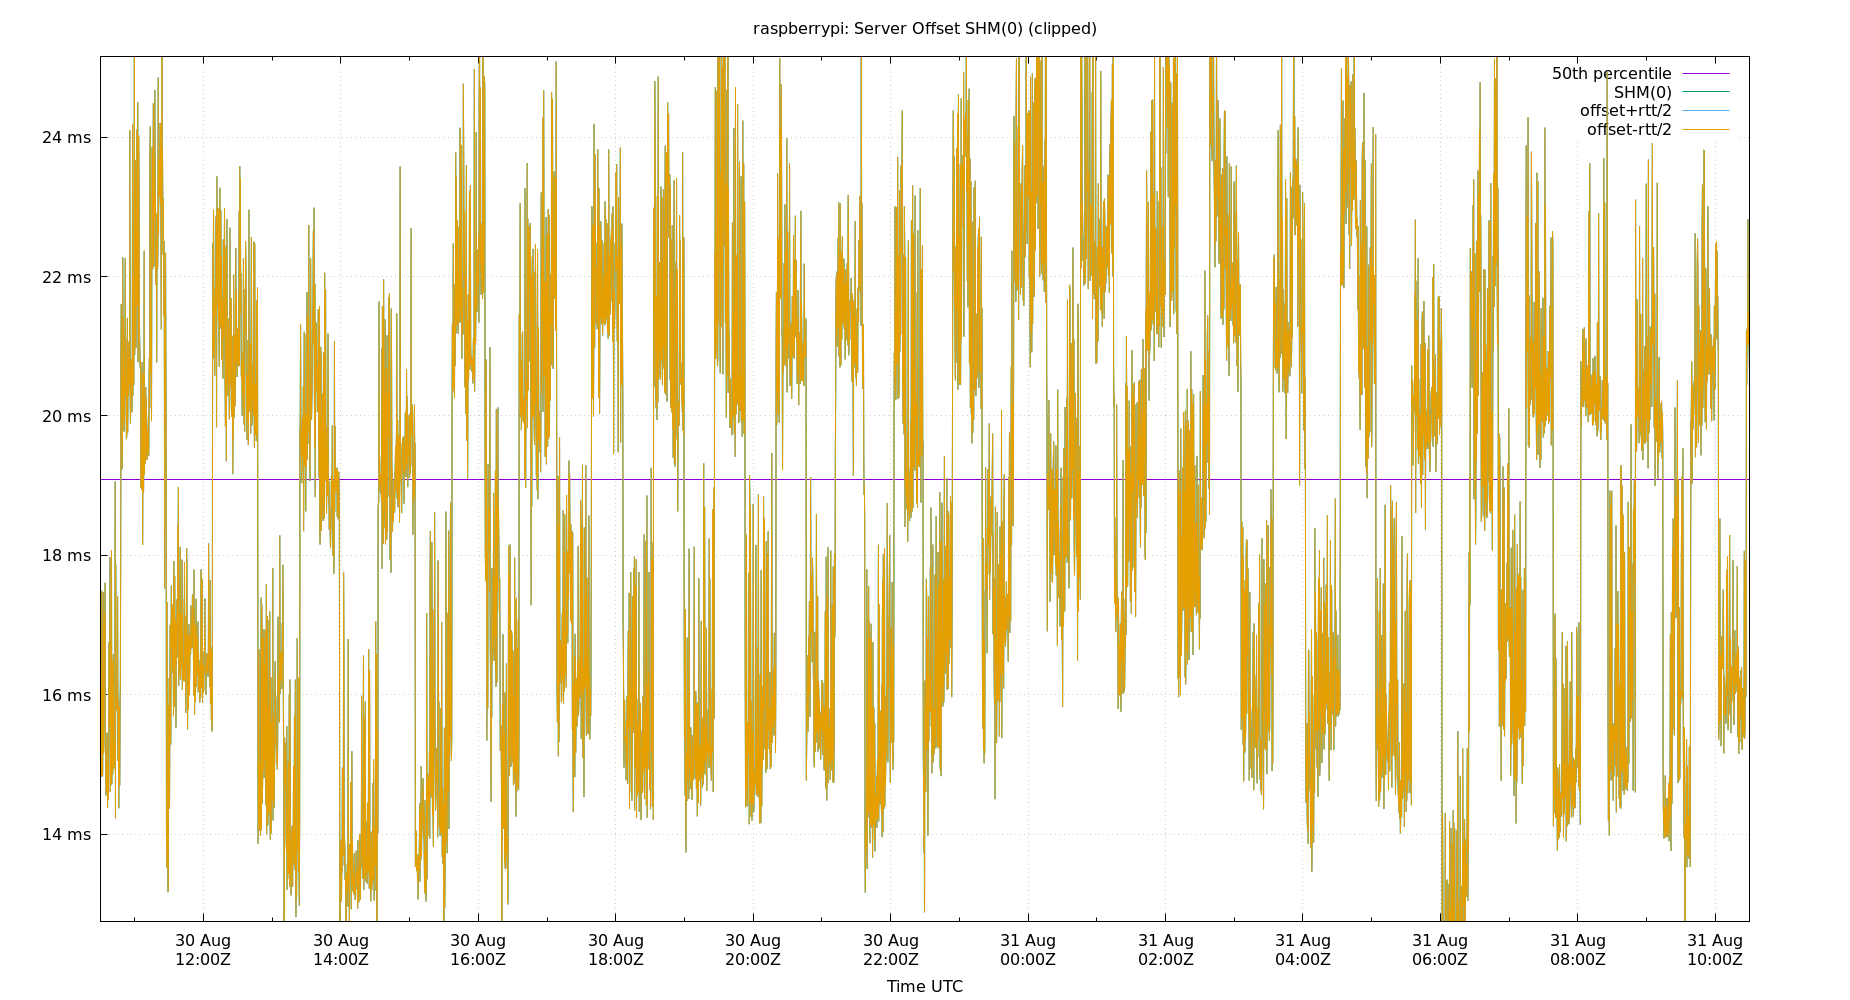 raspberrypi: Server Offset SHM(0) (clipped)
50th percentile
SHM(0)
offset+rtt/2
offset-rtt/2
24 ms
22 ms
20 ms
18 ms
16 ms
14 ms
30 Aug 30 Aug 30 Aug 30 Aug 30 Aug 30 Aug 31 Aug 31 Aug 31 Aug 31 Aug 31 Aug 31 Aug
12:00Z 14:00Z 16:00Z 18:00Z 20:00Z 22:00Z 00:00Z 02:00Z 04:00Z 06:00Z 08:00Z 10:00Z
Time UTC